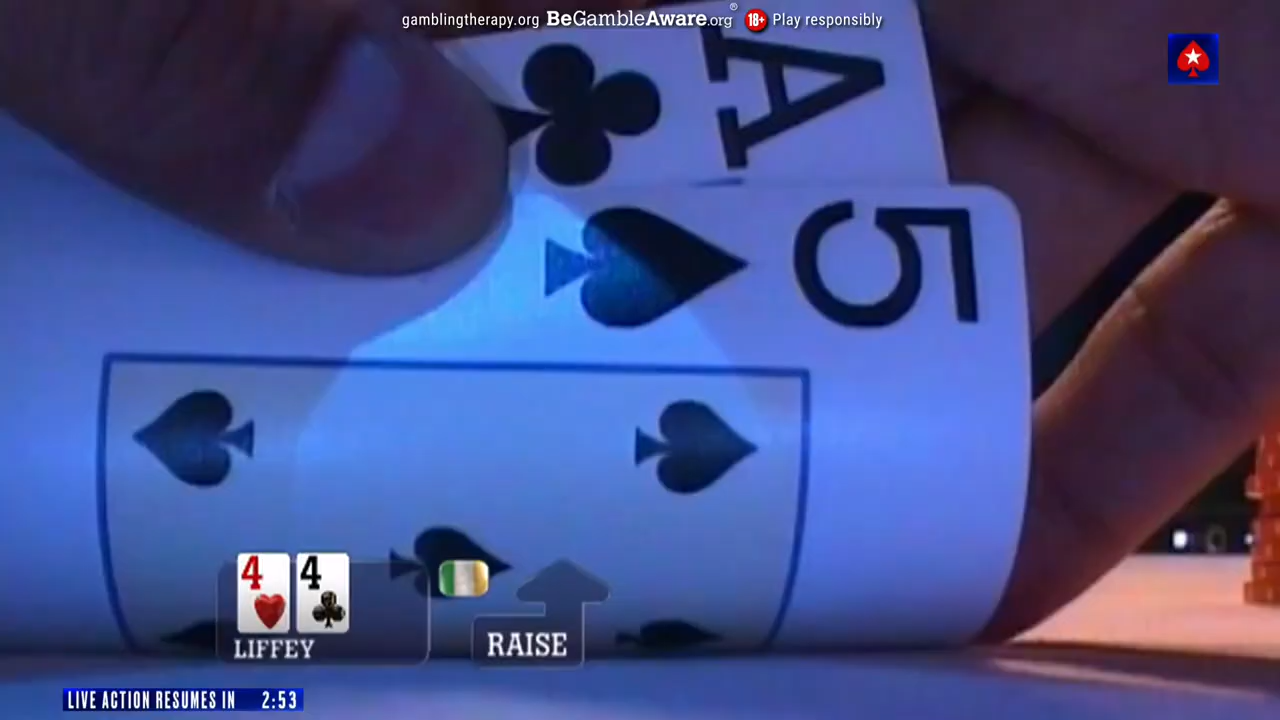 gamblingtherapy.org BeGambleAware.org® 18+ Play responsibly
A
5
4 4
LIFFEY
RAISE
LIVE ACTION RESUMES IN 2:53